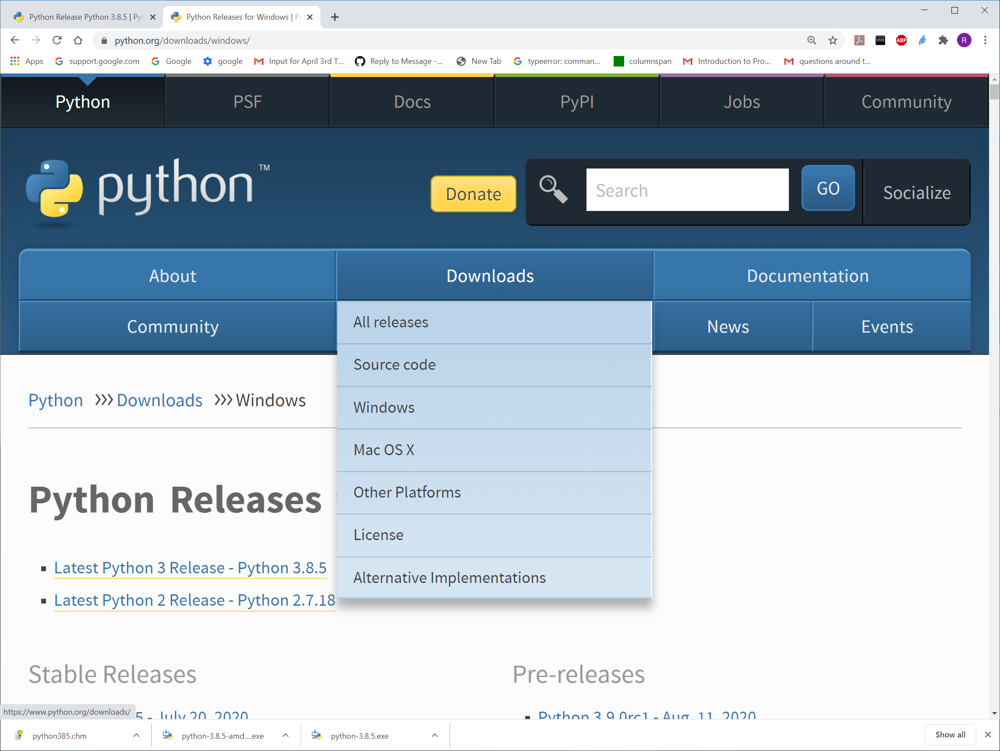 Python Release Python 3.8.5 | Pyt
Python Releases for Windows | Py
python.org/downloads/windows/
ABP
R
Apps
support.google.com
Google
google
Input for April 3rd T...
Reply to Message -...
New Tab
typeerror: comman...
columnspan
Introduction to Pro...
questions around t...
Python
PSF
Docs
PyPI
Jobs
Community
python™
Donate
Search
GO
Socialize
About
Downloads
Documentation
Community
News
Events
All releases
Source code
Windows
Mac OS X
Other Platforms
License
Alternative Implementations
Python >>> Downloads >>> Windows
Python Releases
Latest Python 3 Release - Python 3.8.5
Latest Python 2 Release - Python 2.7.18
Stable Releases
Pre-releases
5 - July 20, 2020
Python 3.9.0rc1 - Aug. 11, 2020
https://www.python.org/downloads/
python385.chm
python-3.8.5-amd....exe
python-3.8.5.exe
Show all